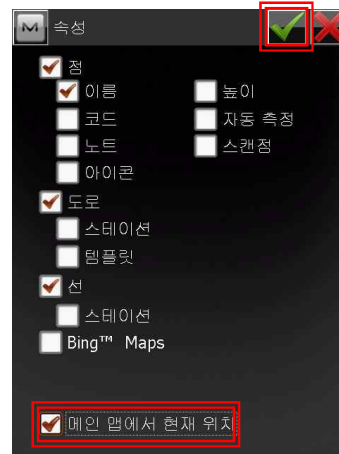 속성
점
이름 높이
코드 자동 측정
노트 스캔점
아이콘
도로
스테이션
템플릿
선
스테이션
Bing™ Maps
메인 맵에서 현재 위치